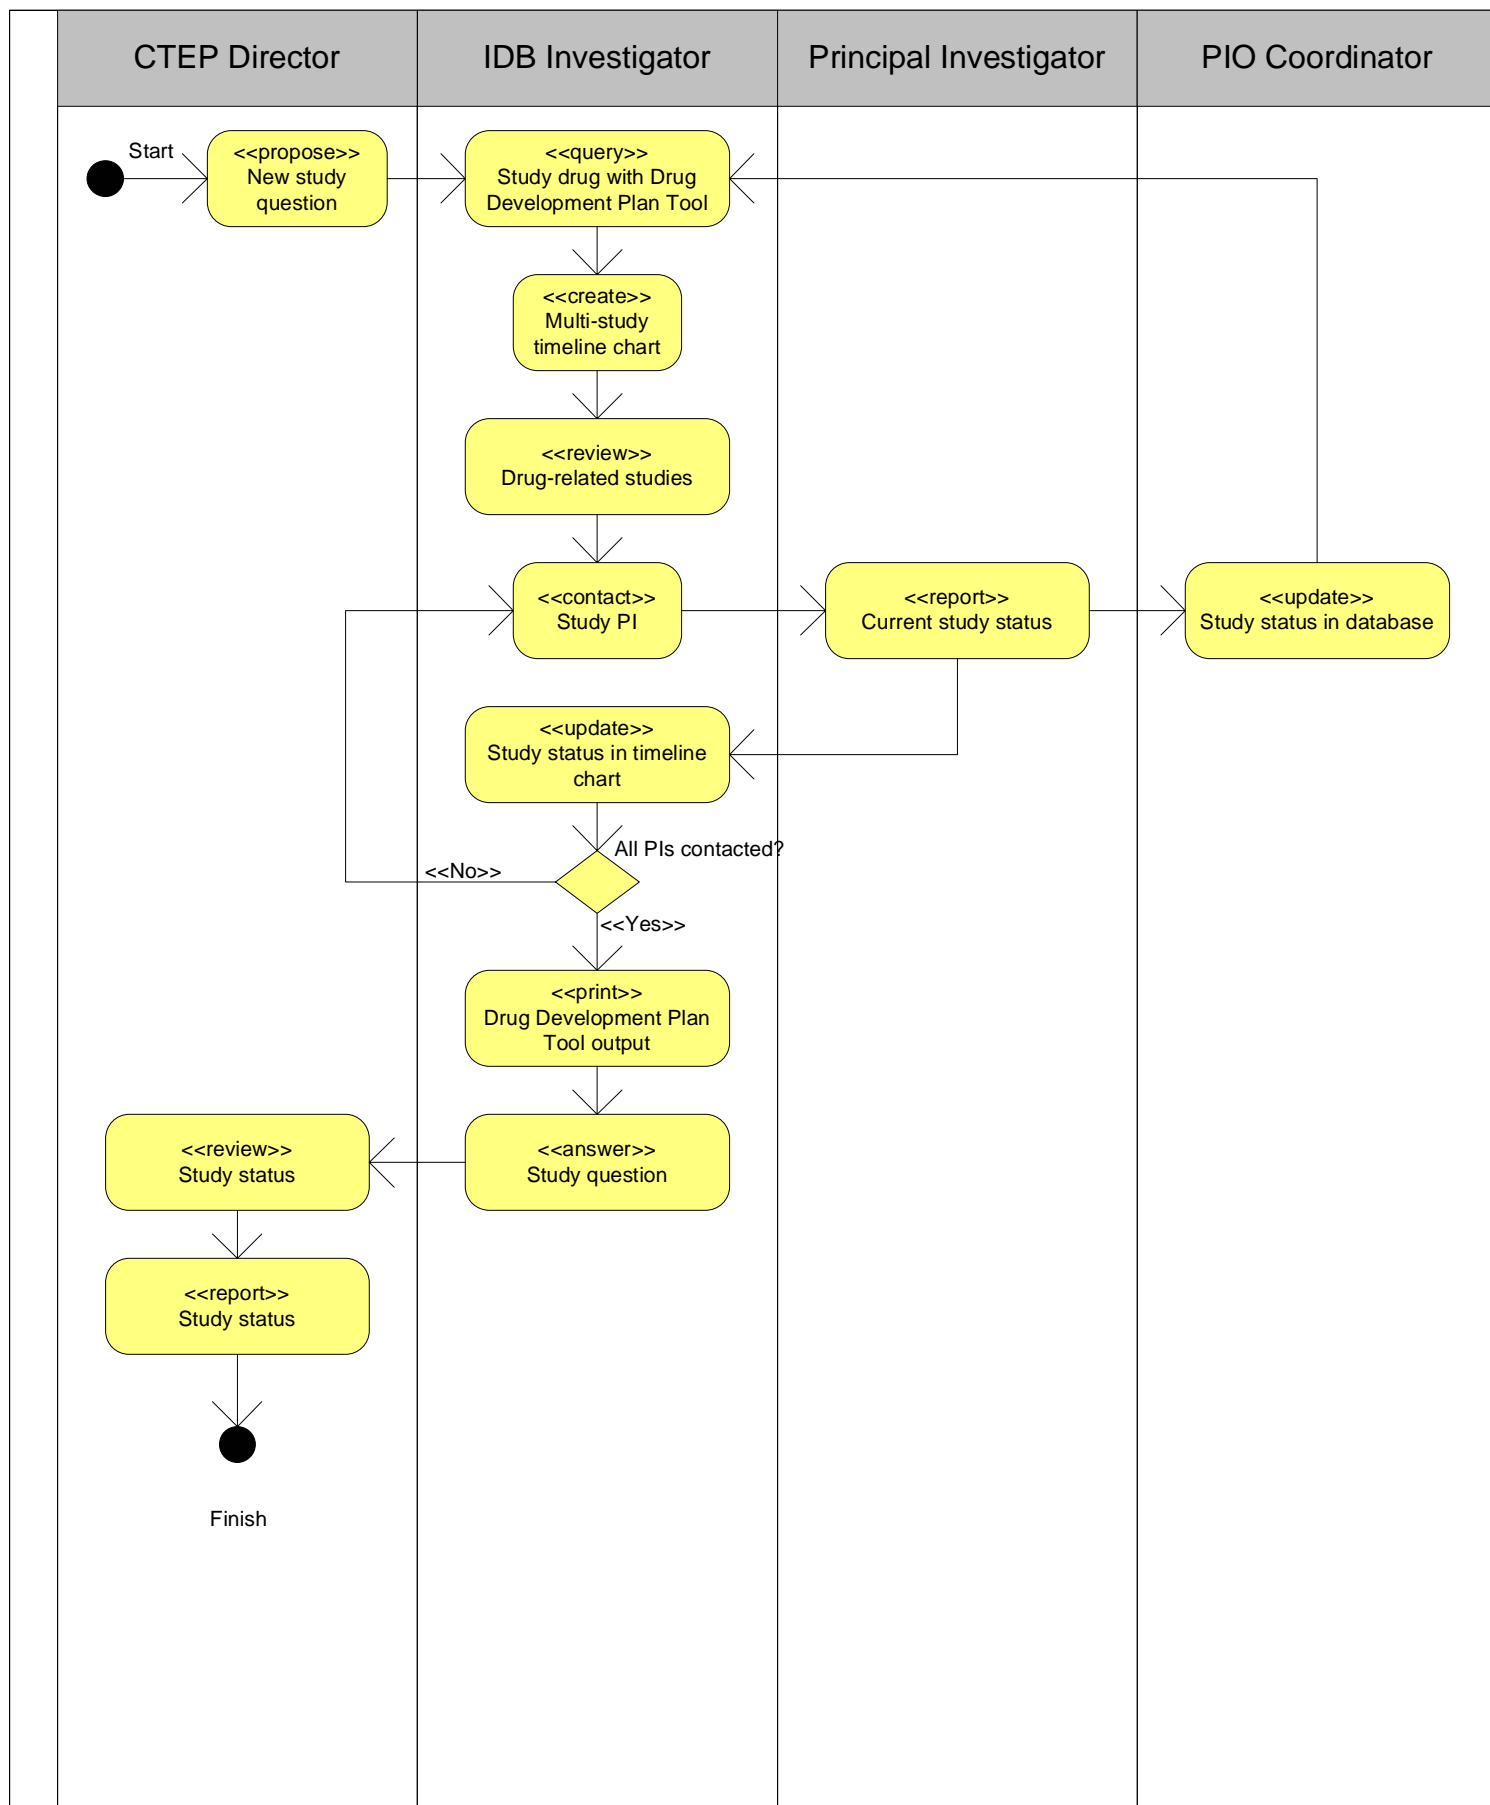 CTEP Director
IDB Investigator
Principal Investigator
PIO Coordinator
Start
<<propose>>
New study
question
<<query>>
Study drug with Drug
Development Plan Tool
<<create>>
Multi-study
timeline chart
<<review>>
Drug-related studies
<<contact>>
Study PI
<<report>>
Current study status
<<update>>
Study status in database
<<update>>
Study status in timeline
chart
All PIs contacted?
<<No>>
<<Yes>>
<<print>>
Drug Development Plan
Tool output
<<answer>>
Study question
<<review>>
Study status
<<report>>
Study status
Finish